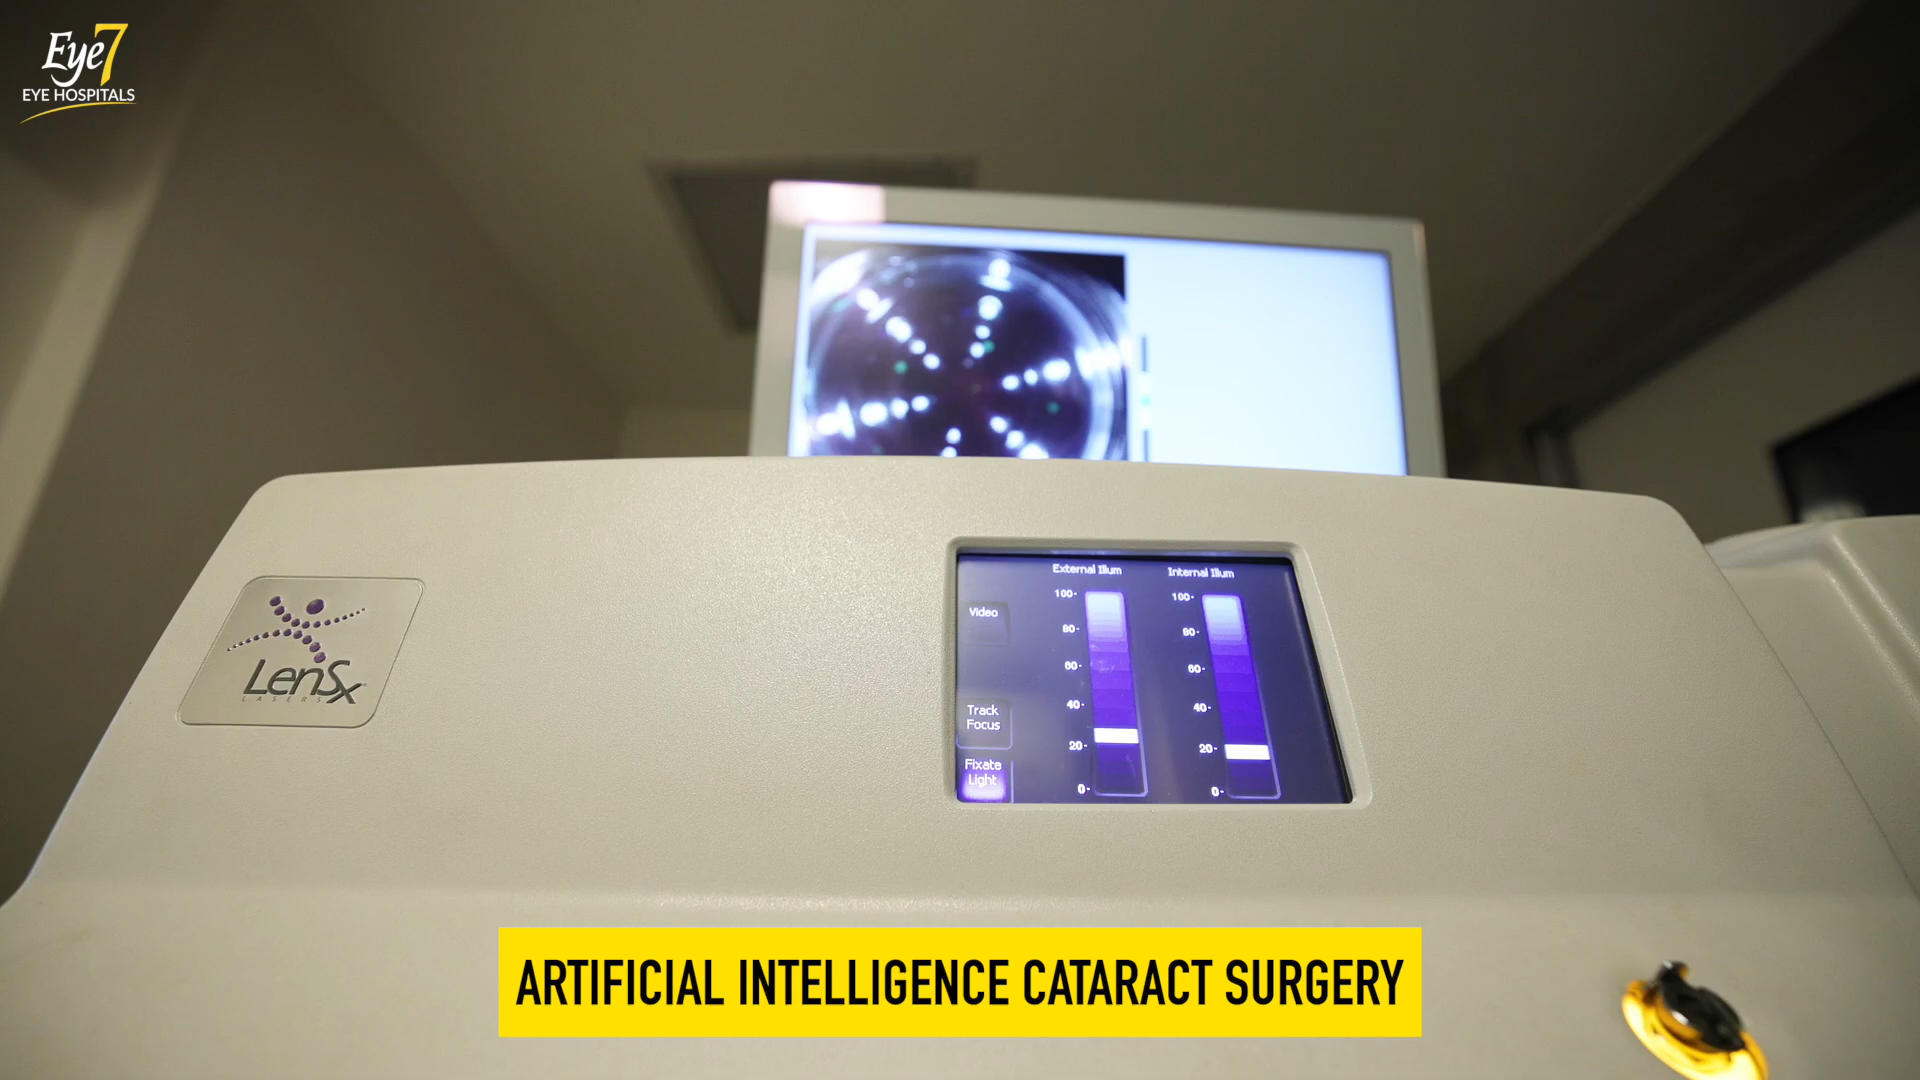 Eye7
EYE HOSPITALS
External Illum
Internal Illum
Video
Track
Focus
Fixate
Light
100-
80-
60-
40-
20-
0-
100-
80-
60-
40-
20-
0-
LenSx
LASERS
ARTIFICIAL INTELLIGENCE CATARACT SURGERY